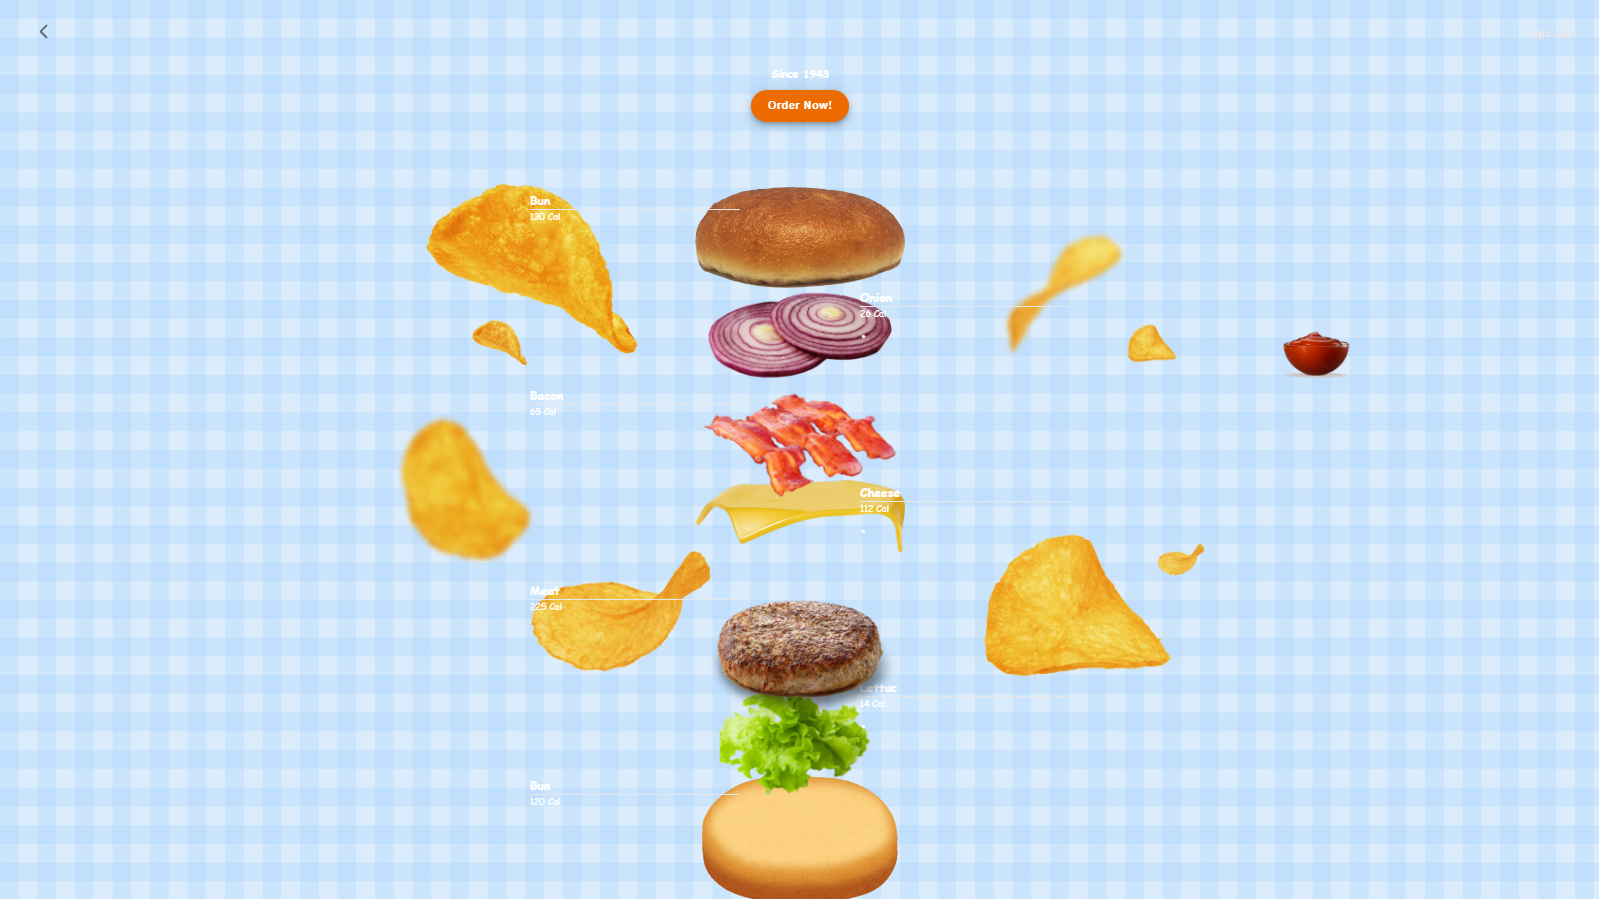 Since 1943
Order Now!
Bun
130 Cal
Onion
26 Cal
Bacon
65 Cal
Cheese
112 Cal
Meat
225 Cal
Lettuc
14 Cal
Bun
120 Cal